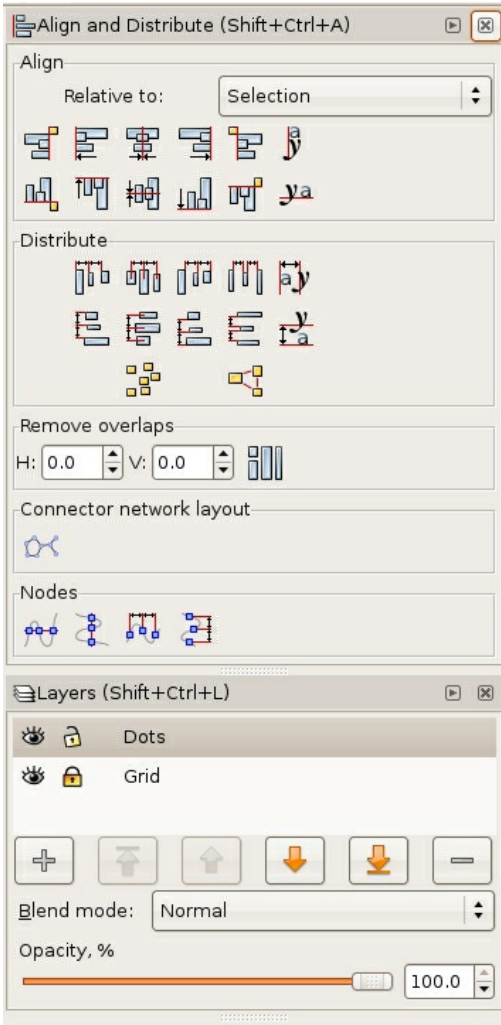 Align and Distribute (Shift+Ctrl+A)
Align
Relative to: Selection
Distribute
Remove overlaps
H: 0.0 V: 0.0
Connector network layout
Nodes
Layers (Shift+Ctrl+L)
Dots
Grid
Blend mode: Normal
Opacity, %
100.0